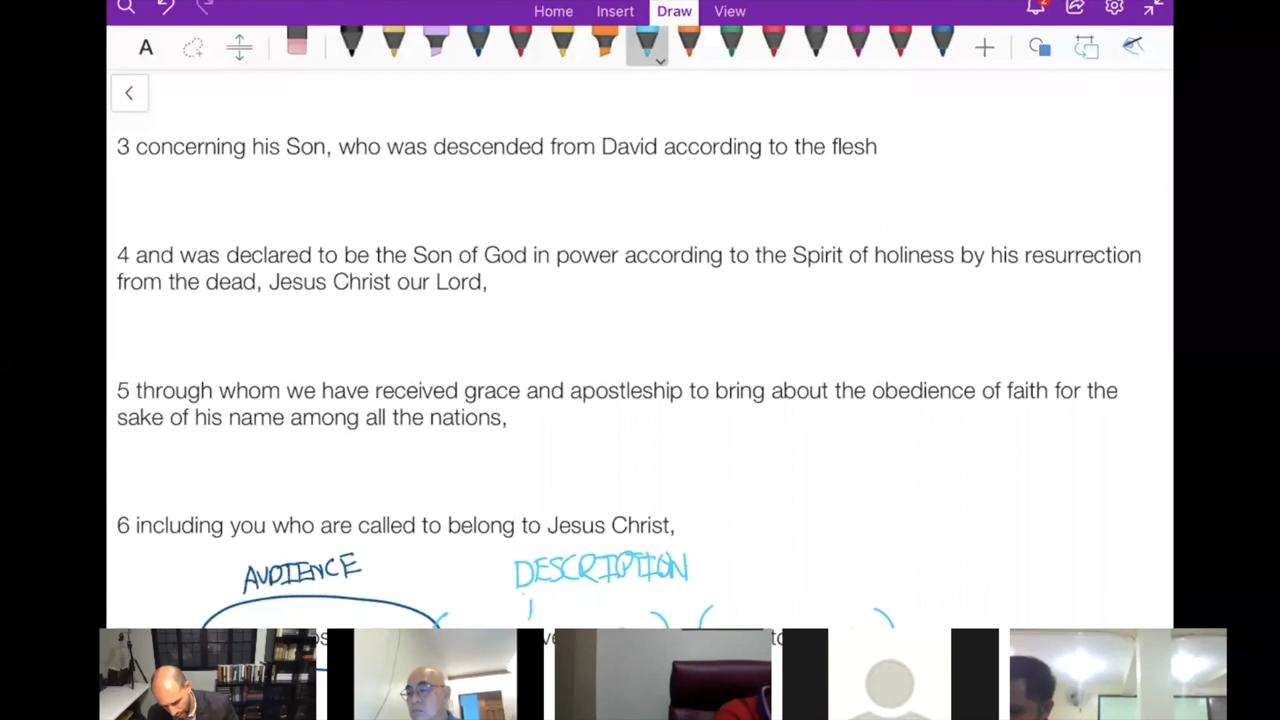 Home Insert Draw View
2
A
3 concerning his Son, who was descended from David according to the flesh
4 and was declared to be the Son of God in power according to the Spirit of holiness by his resurrection
from the dead, Jesus Christ our Lord,
5 through whom we have received grace and apostleship to bring about the obedience of faith for the
sake of his name among all the nations,
6 including you who are called to belong to Jesus Christ,
AUDIENCE DESCRIPTION